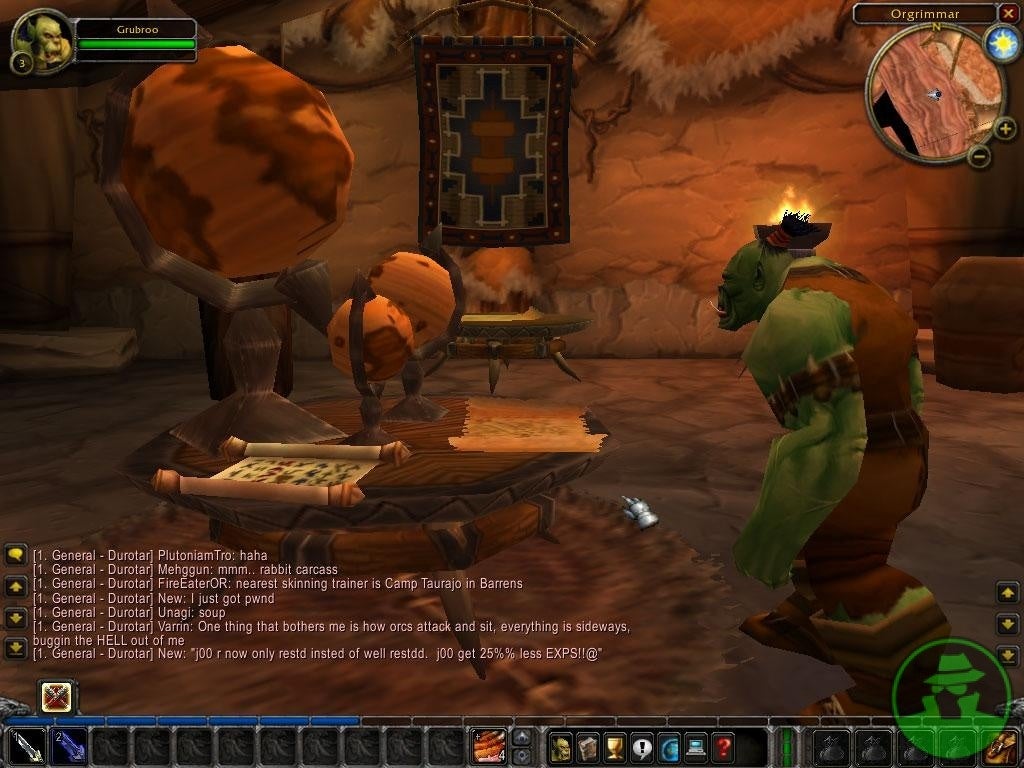 Grubroo
3
Orgrimmar
N
[1. General - Durotar] PlutoniamTro: haha
[1. General - Durotar] Mehggun: mmm.. rabbit carcass
[1. General - Durotar] FireEaterOR: nearest skinning trainer is Camp Taurajo in Barrens
[1. General - Durotar] New: I just got pwnd
[1. General - Durotar] Unagi: soup
[1. General - Durotar] Varrin: One thing that bothers me is how orcs attack and sit, everything is sideways,
buggin the HELL out of me
[1. General - Durotar] New: "j00 r now only restd insted of well restdd.  j00 get 25%% less EXPS!!@"
1
2
+
4